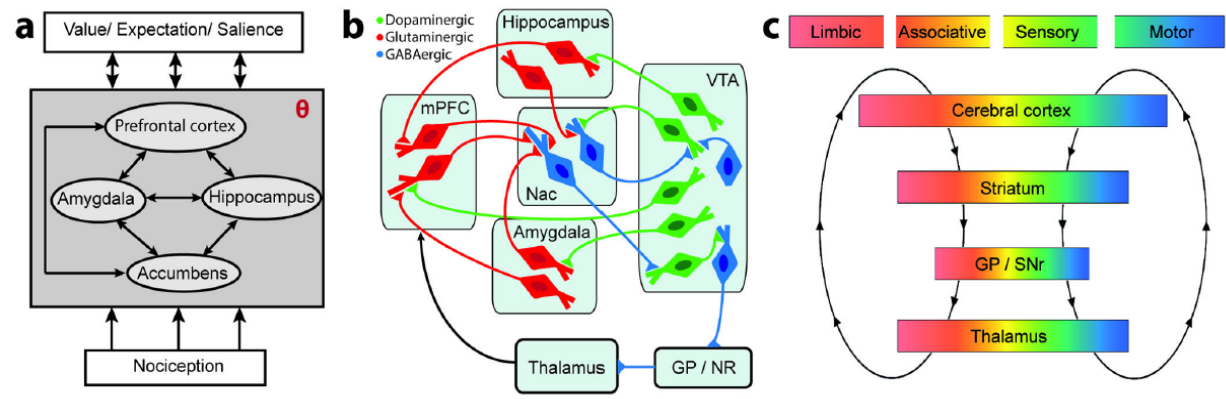 a
Value/ Expectation/ Salience
θ
Prefrontal cortex
Amygdala
Hippocampus
Accumbens
Nociception
b
Dopaminergic
Glutaminergic
GABAergic
Hippocampus
VTA
mPFC
Nac
Amygdala
Thalamus
GP / NR
c
Limbic
Associative
Sensory
Motor
Cerebral cortex
Striatum
GP / SNr
Thalamus